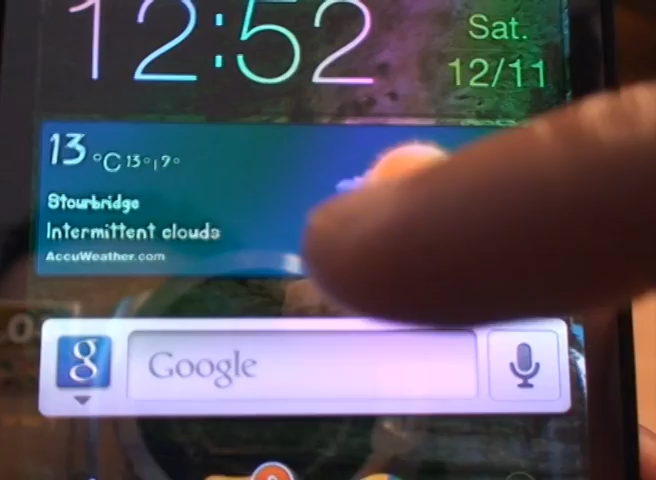 12:52
Sat.
12/11
13 °C 13° | 9°
Stourbridge
Intermittent clouds
AccuWeather.com
g
Google